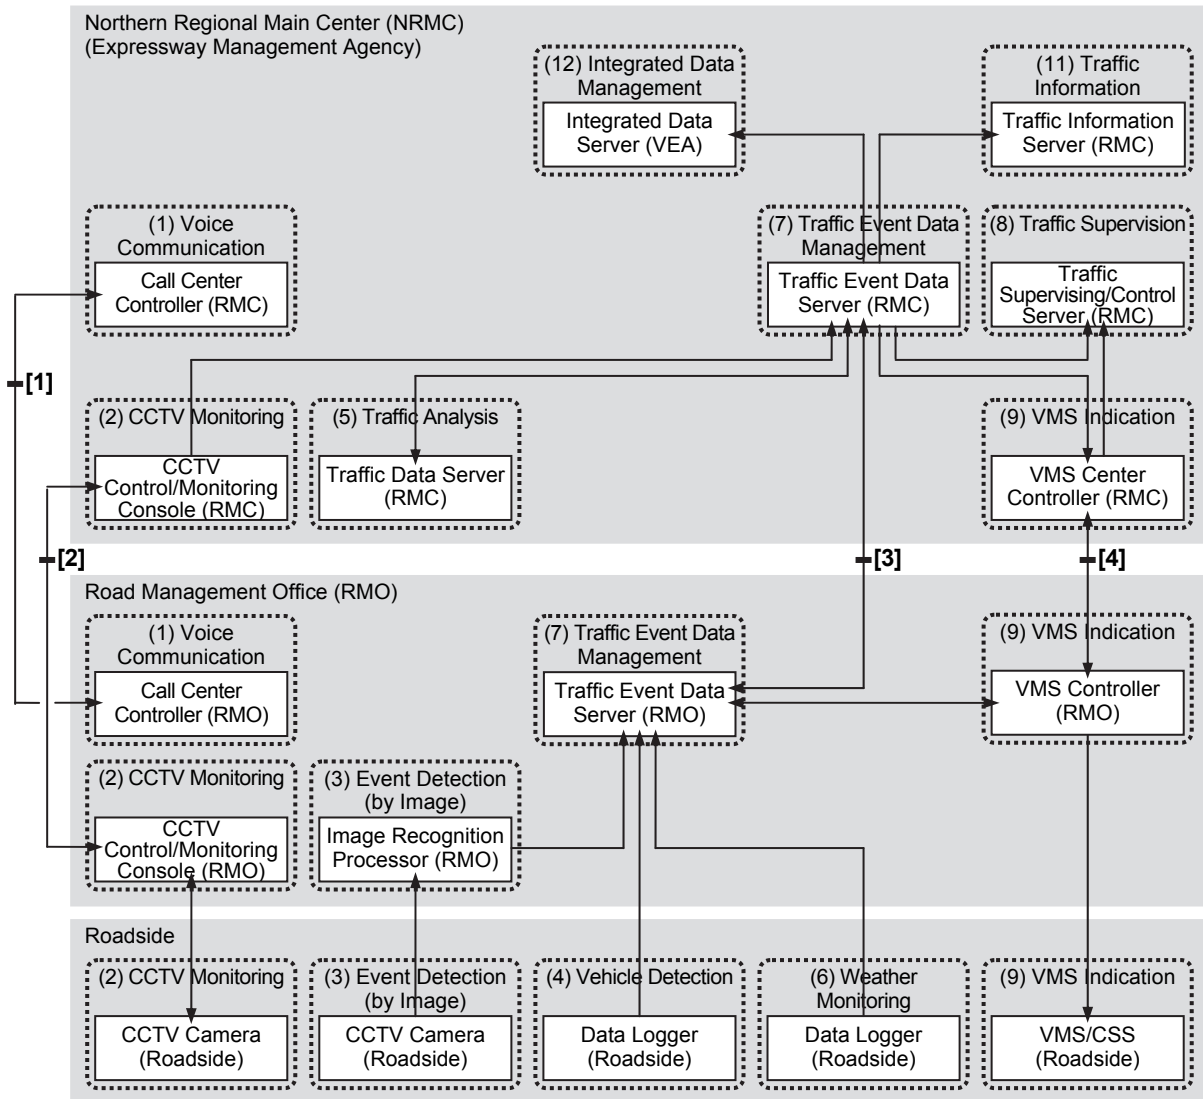 Northern Regional Main Center (NRMC)
(Expressway Management Agency)
(12) Integrated Data
Management
Integrated Data
Server (VEA)
(11) Traffic
Information
Traffic Information
Server (RMC)
(1) Voice
Communication
Call Center
Controller (RMC)
(7) Traffic Event Data
Management
Traffic Event Data
Server (RMC)
(8) Traffic Supervision
Traffic
Supervising/Control
Server (RMC)
[1]
(2) CCTV Monitoring
CCTV
Control/Monitoring
Console (RMC)
(5) Traffic Analysis
Traffic Data Server
(RMC)
(9) VMS Indication
VMS Center
Controller (RMC)
[2]
[3]
[4]
Road Management Office (RMO)
(1) Voice
Communication
Call Center
Controller (RMO)
(7) Traffic Event Data
Management
Traffic Event Data
Server (RMO)
(9) VMS Indication
VMS Controller
(RMO)
(2) CCTV Monitoring
CCTV
Control/Monitoring
Console (RMO)
(3) Event Detection
(by Image)
Image Recognition
Processor (RMO)
Roadside
(2) CCTV Monitoring
CCTV Camera
(Roadside)
(3) Event Detection
(by Image)
CCTV Camera
(Roadside)
(4) Vehicle Detection
Data Logger
(Roadside)
(6) Weather
Monitoring
Data Logger
(Roadside)
(9) VMS Indication
VMS/CSS
(Roadside)